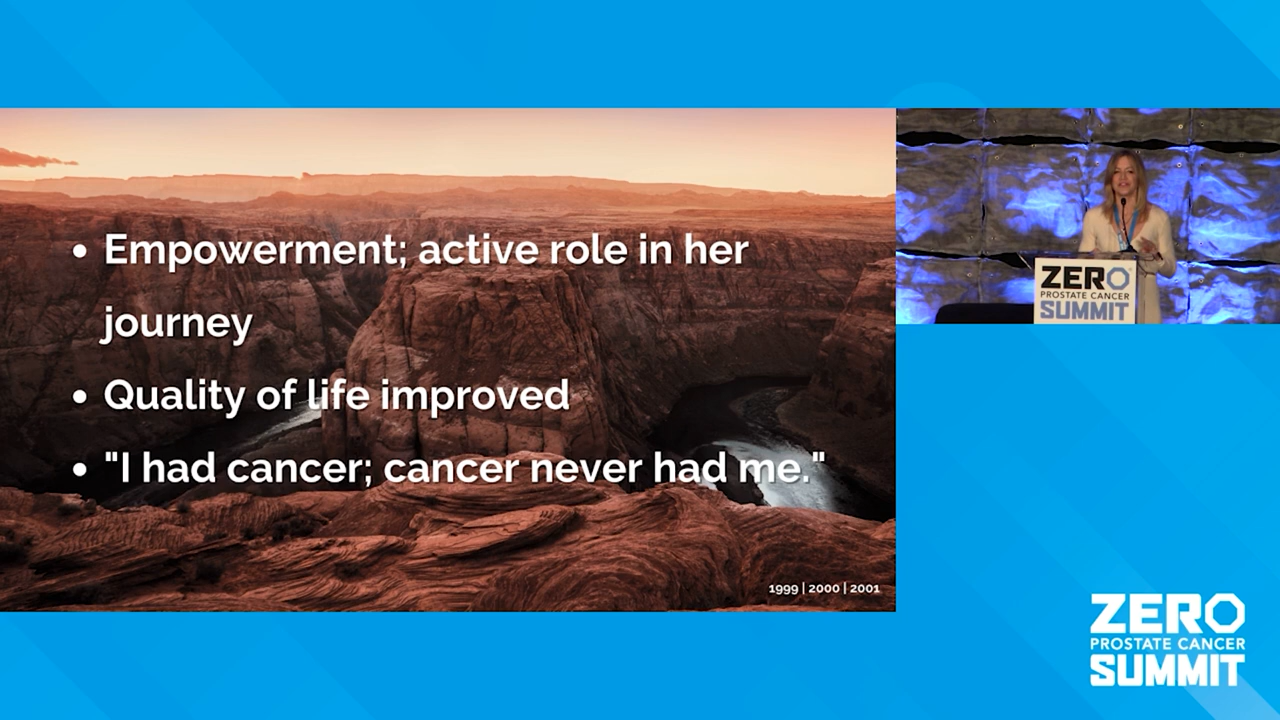 • Empowerment; active role in her
journey
• Quality of life improved
• "I had cancer; cancer never had me."
1999 | 2000 | 2001
ZERO
PROSTATE CANCER
SUMMIT
ZERO
PROSTATE CANCER
SUMMIT